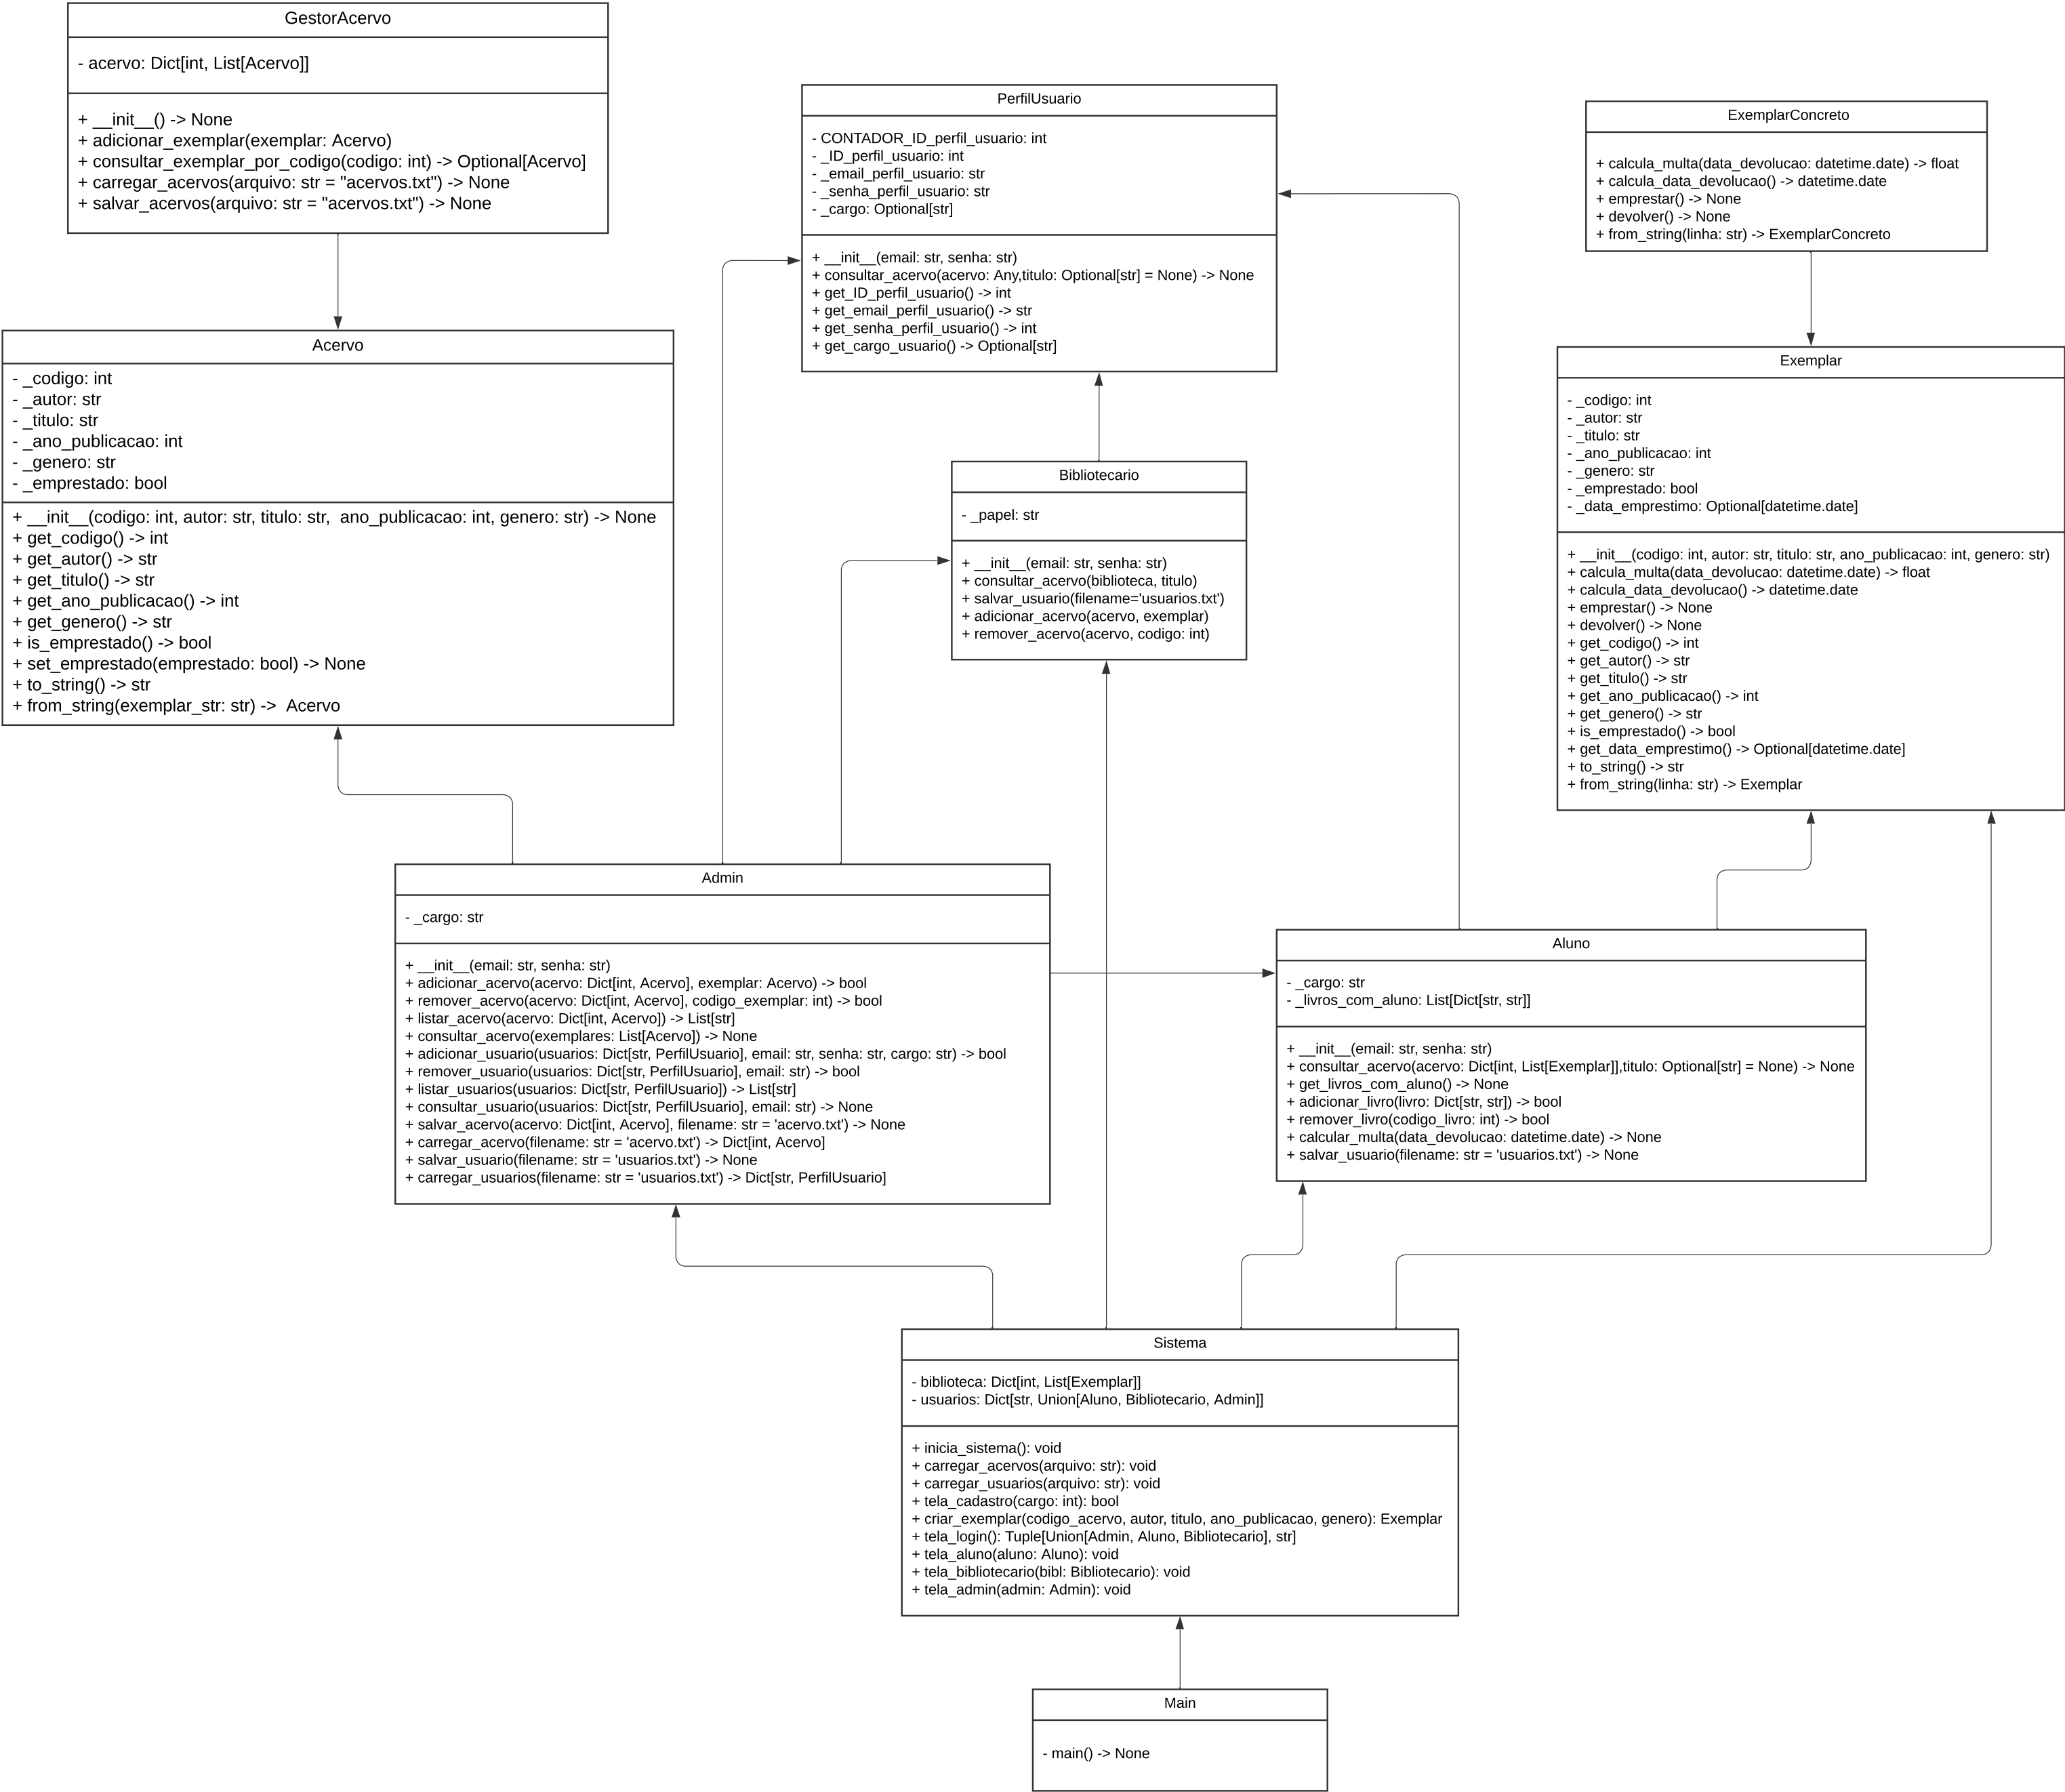 GestorAcervo
- acervo: Dict[int, List[Acervo]]
+ __init__() -> None
+ adicionar_exemplar(exemplar: Acervo)
+ consultar_exemplar_por_codigo(codigo: int) -> Optional[Acervo]
+ carregar_acervos(arquivo: str = "acervos.txt") -> None
+ salvar_acervos(arquivo: str = "acervos.txt") -> None
PerfilUsuario
- CONTADOR_ID_perfil_usuario: int
- _ID_perfil_usuario: int
- _email_perfil_usuario: str
- _senha_perfil_usuario: str
- _cargo: Optional[str]
+ __init__(email: str, senha: str)
+ consultar_acervo(acervo: Any,titulo: Optional[str] = None) -> None
+ get_ID_perfil_usuario() -> int
+ get_email_perfil_usuario() -> str
+ get_senha_perfil_usuario() -> int
+ get_cargo_usuario() -> Optional[str]
ExemplarConcreto
+ calcula_multa(data_devolucao: datetime.date) -> float
+ calcula_data_devolucao() -> datetime.date
+ emprestar() -> None
+ devolver() -> None
+ from_string(linha: str) -> ExemplarConcreto
Acervo
- _codigo: int
- _autor: str
- _titulo: str
- _ano_publicacao: int
- _genero: str
- _emprestado: bool
+ __init__(codigo: int, autor: str, titulo: str,  ano_publicacao: int, genero: str) -> None
+ get_codigo() -> int
+ get_autor() -> str
+ get_titulo() -> str
+ get_ano_publicacao() -> int
+ get_genero() -> str
+ is_emprestado() -> bool
+ set_emprestado(emprestado: bool) -> None
+ to_string() -> str
+ from_string(exemplar_str: str) ->  Acervo
Bibliotecario
- _papel: str
+ __init__(email: str, senha: str)
+ consultar_acervo(biblioteca, titulo)
+ salvar_usuario(filename='usuarios.txt')
+ adicionar_acervo(acervo, exemplar)
+ remover_acervo(acervo, codigo: int)
Exemplar
- _codigo: int
- _autor: str
- _titulo: str
- _ano_publicacao: int
- _genero: str
- _emprestado: bool
- _data_emprestimo: Optional[datetime.date]
+ __init__(codigo: int, autor: str, titulo: str, ano_publicacao: int, genero: str)
+ calcula_multa(data_devolucao: datetime.date) -> float
+ calcula_data_devolucao() -> datetime.date
+ emprestar() -> None
+ devolver() -> None
+ get_codigo() -> int
+ get_autor() -> str
+ get_titulo() -> str
+ get_ano_publicacao() -> int
+ get_genero() -> str
+ is_emprestado() -> bool
+ get_data_emprestimo() -> Optional[datetime.date]
+ to_string() -> str
+ from_string(linha: str) -> Exemplar
Admin
- _cargo: str
+ __init__(email: str, senha: str)
+ adicionar_acervo(acervo: Dict[int, Acervo], exemplar: Acervo) -> bool
+ remover_acervo(acervo: Dict[int, Acervo], codigo_exemplar: int) -> bool
+ listar_acervo(acervo: Dict[int, Acervo]) -> List[str]
+ consultar_acervo(exemplares: List[Acervo]) -> None
+ adicionar_usuario(usuarios: Dict[str, PerfilUsuario], email: str, senha: str, cargo: str) -> bool
+ remover_usuario(usuarios: Dict[str, PerfilUsuario], email: str) -> bool
+ listar_usuarios(usuarios: Dict[str, PerfilUsuario]) -> List[str]
+ consultar_usuario(usuarios: Dict[str, PerfilUsuario], email: str) -> None
+ salvar_acervo(acervo: Dict[int, Acervo], filename: str = 'acervo.txt') -> None
+ carregar_acervo(filename: str = 'acervo.txt') -> Dict[int, Acervo]
+ salvar_usuario(filename: str = 'usuarios.txt') -> None
+ carregar_usuarios(filename: str = 'usuarios.txt') -> Dict[str, PerfilUsuario]
Aluno
- _cargo: str
- _livros_com_aluno: List[Dict[str, str]]
+ __init__(email: str, senha: str)
+ consultar_acervo(acervo: Dict[int, List[Exemplar]],titulo: Optional[str] = None) -> None
+ get_livros_com_aluno() -> None
+ adicionar_livro(livro: Dict[str, str]) -> bool
+ remover_livro(codigo_livro: int) -> bool
+ calcular_multa(data_devolucao: datetime.date) -> None
+ salvar_usuario(filename: str = 'usuarios.txt') -> None
Sistema
- biblioteca: Dict[int, List[Exemplar]]
- usuarios: Dict[str, Union[Aluno, Bibliotecario, Admin]]
+ inicia_sistema(): void
+ carregar_acervos(arquivo: str): void
+ carregar_usuarios(arquivo: str): void
+ tela_cadastro(cargo: int): bool
+ criar_exemplar(codigo_acervo, autor, titulo, ano_publicacao, genero): Exemplar
+ tela_login(): Tuple[Union[Admin, Aluno, Bibliotecario], str]
+ tela_aluno(aluno: Aluno): void
+ tela_bibliotecario(bibl: Bibliotecario): void
+ tela_admin(admin: Admin): void
Main
- main() -> None